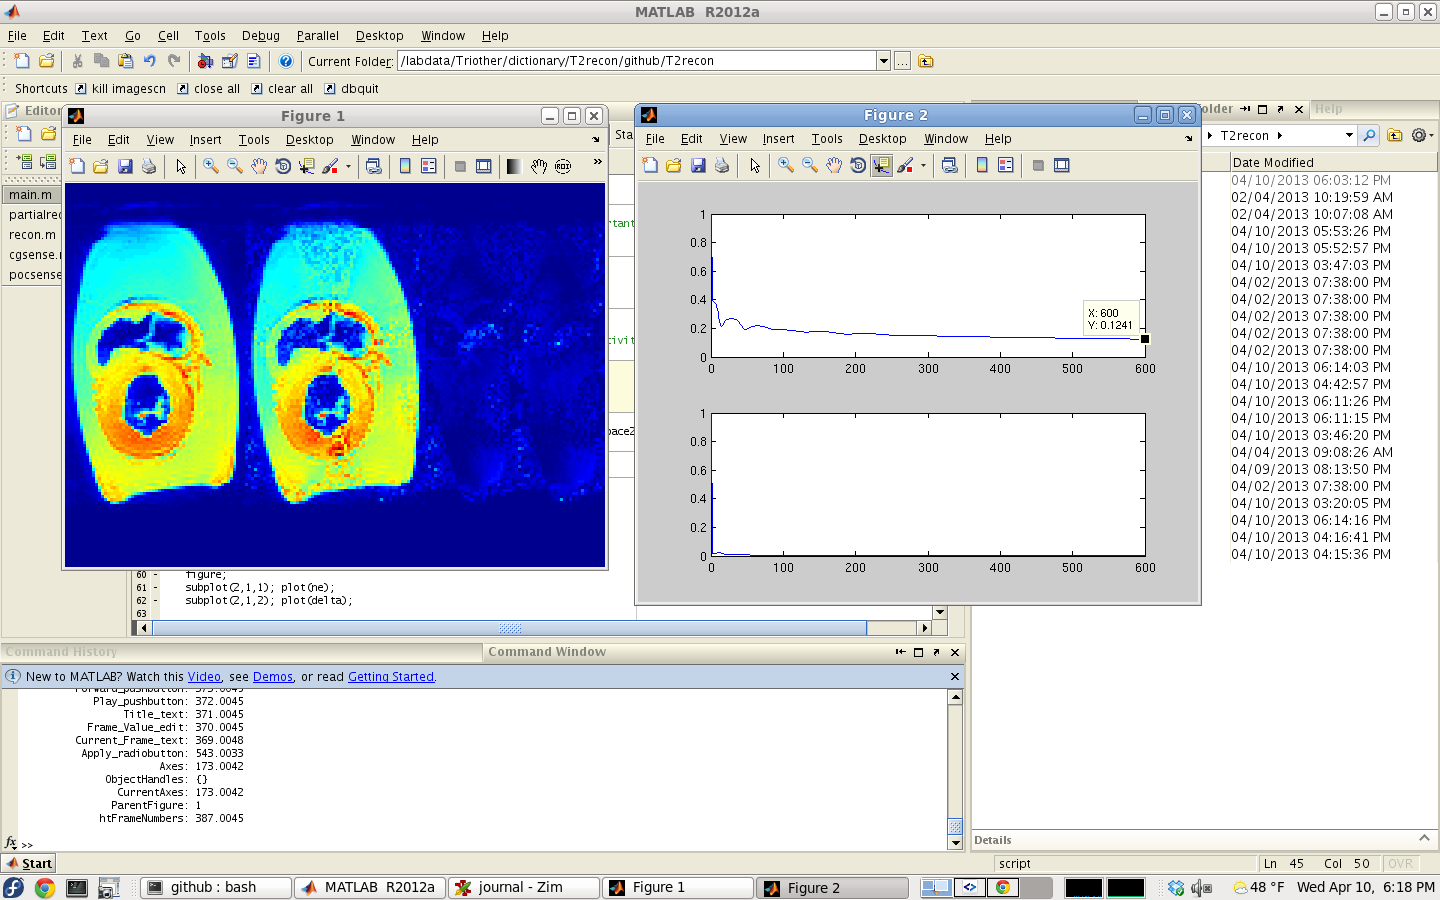 MATLAB R2012a
File Edit Text Go Cell Tools Debug Parallel Desktop Window Help
Current Folder: /labdata/Triother/dictionary/T2recon/github/T2recon
Shortcuts kill imagescn close all clear all dbquit
Editor
Figure 1
File Edit View Insert Tools Desktop Window Help
Figure 2
File Edit View Insert Tools Desktop Window Help
Sta
older
Help
T2recon
Date Modified
main.m
partialre
recon.m
cgsense.
pocsense
rtant
tivit
pace2
1
0.8
0.6
0.4
0.2
0
0 100 200 300 400 500 600
X: 600
Y: 0.1241
1
0.8
0.6
0.4
0.2
0
0 100 200 300 400 500 600
04/10/2013 06:03:12 PM
02/04/2013 10:19:59 AM
02/04/2013 10:07:08 AM
04/10/2013 05:53:26 PM
04/10/2013 05:52:57 PM
04/10/2013 03:47:03 PM
04/02/2013 07:38:00 PM
04/02/2013 07:38:00 PM
04/02/2013 07:38:00 PM
04/02/2013 07:38:00 PM
04/02/2013 07:38:00 PM
04/10/2013 06:14:03 PM
04/10/2013 04:42:57 PM
04/10/2013 06:11:26 PM
04/10/2013 06:11:15 PM
04/10/2013 03:46:20 PM
04/04/2013 09:08:26 AM
04/09/2013 08:13:50 PM
04/02/2013 07:38:00 PM
04/10/2013 03:20:05 PM
04/10/2013 06:14:16 PM
04/10/2013 04:16:41 PM
04/10/2013 04:15:36 PM
60 - figure;
61 - subplot(2,1,1); plot(ne);
62 - subplot(2,1,2); plot(delta);
63
Command History
Command Window
New to MATLAB? Watch this Video, see Demos, or read Getting Started.
Forward_pushbutton: 373.0045
Play_pushbutton: 372.0045
Title_text: 371.0045
Frame_Value_edit: 370.0045
Current_Frame_text: 369.0048
Apply_radiobutton: 543.0033
Axes: 173.0042
ObjectHandles: {}
CurrentAxes: 173.0042
ParentFigure: 1
htFrameNumbers: 387.0045
fx >>
Details
Start
script
Ln 45 Col 50 OVR
github : bash
MATLAB R2012a
journal - Zim
Figure 1
Figure 2
48 °F Wed Apr 10, 6:18 PM